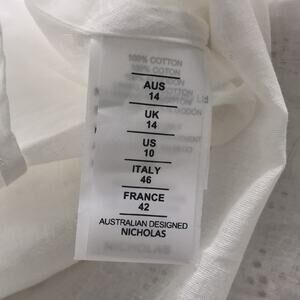 100% COTTON
AUS
14
UK
14
US
10
ITALY
46
FRANCE
42
AUSTRALIAN DESIGNED
NICHOLAS